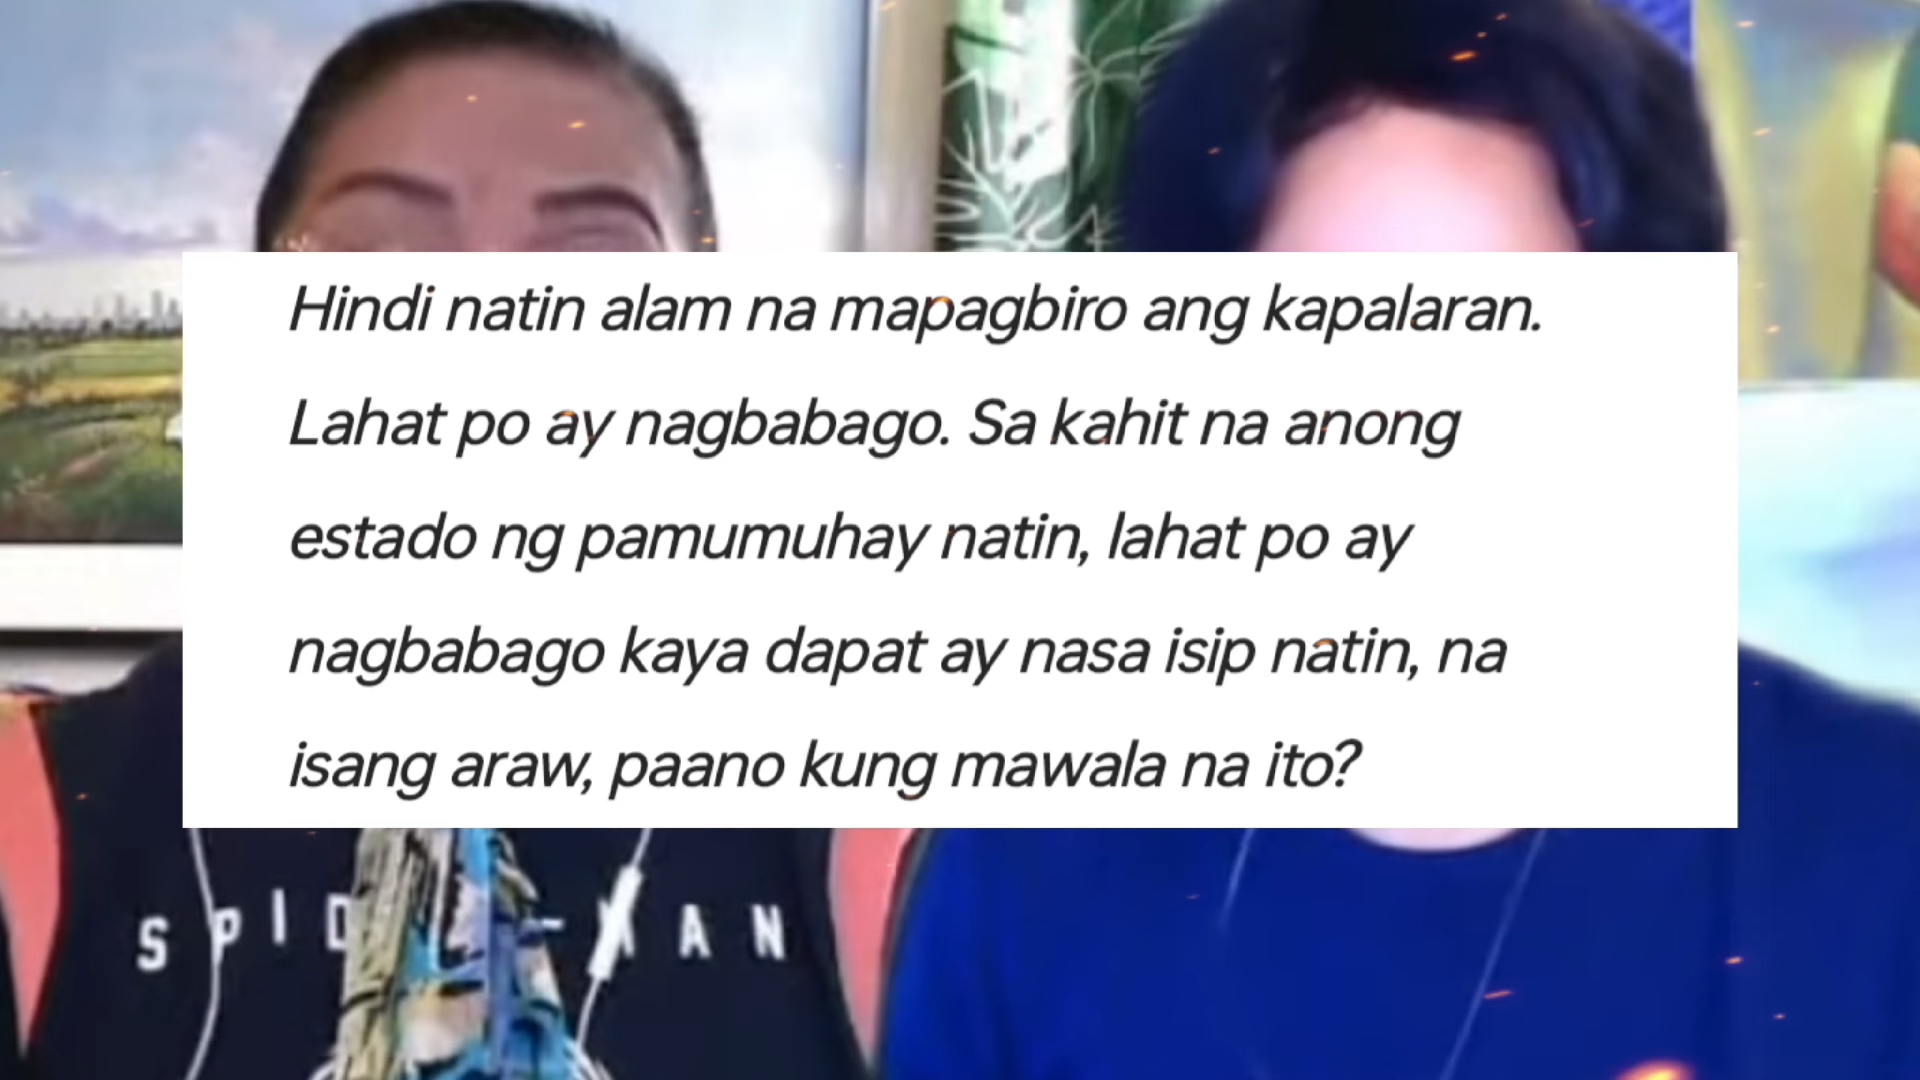 Hindi natin alam na mapagbiro ang kapalaran.
Lahat po ay nagbabago. Sa kahit na anong
estado ng pamumuhay natin, lahat po ay
nagbabago kaya dapat ay nasa isip natin, na
isang araw, paano kung mawala na ito?